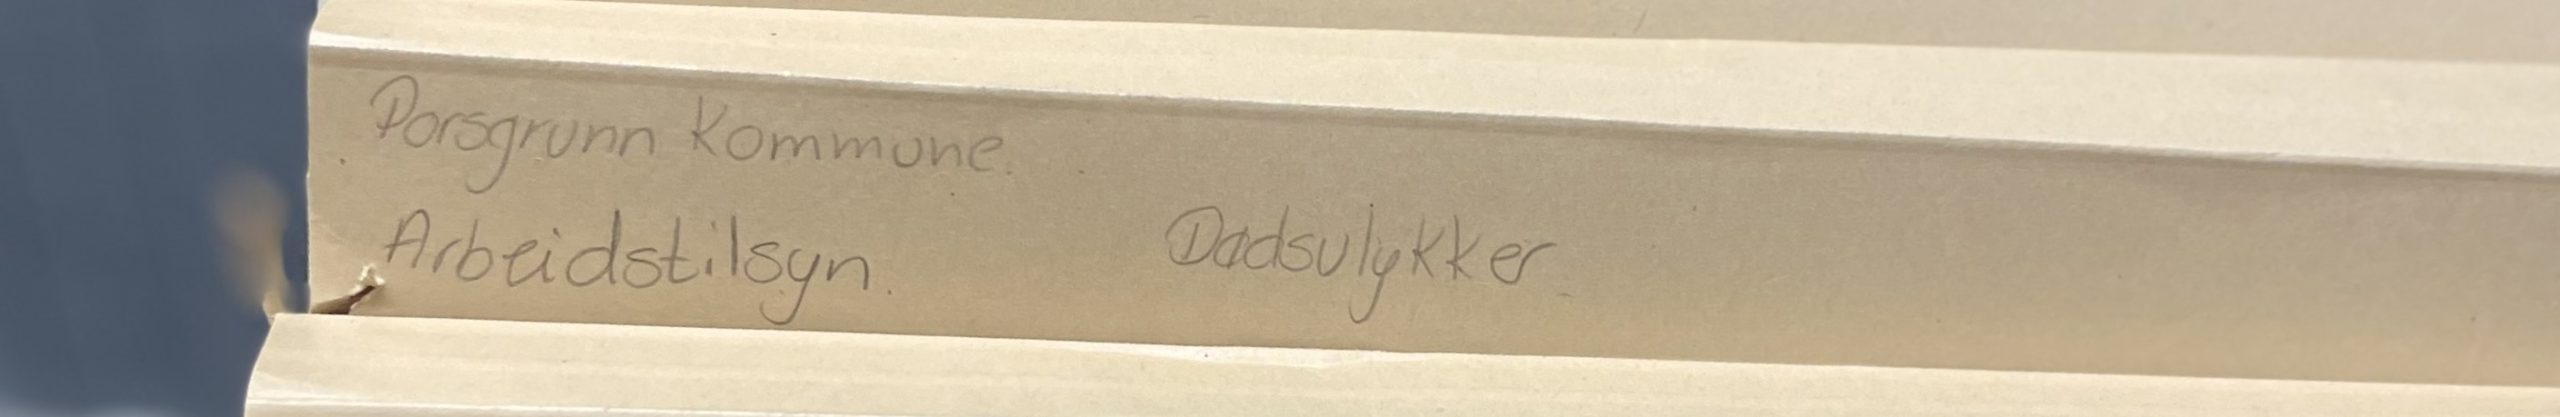 Porsgrunn Kommune.
Arbeidstilsyn. Dødsulykker